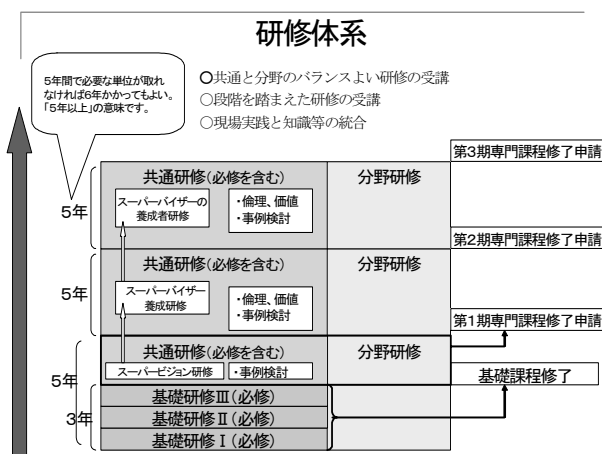 研修体系
5年間で必要な単位が取れ
なければ6年かかってもよい。
「5年以上」の意味です。
○共通と分野のバランスよい研修の受講
○段階を踏まえた研修の受講
○現場実践と知識等の統合
第3期専門課程修了申請
共通研修(必修を含む)
分野研修
スーパーバイザーの
養成者研修
・倫理、価値
・事例検討
5年
第2期専門課程修了申請
共通研修(必修を含む)
分野研修
スーパーバイザー
養成研修
・倫理、価値
・事例検討
5年
第1期専門課程修了申請
共通研修(必修を含む)
分野研修
スーパービジョン研修
・事例検討
基礎課程修了
5年
基礎研修Ⅲ(必修)
3年
基礎研修Ⅱ(必修)
基礎研修Ⅰ(必修)